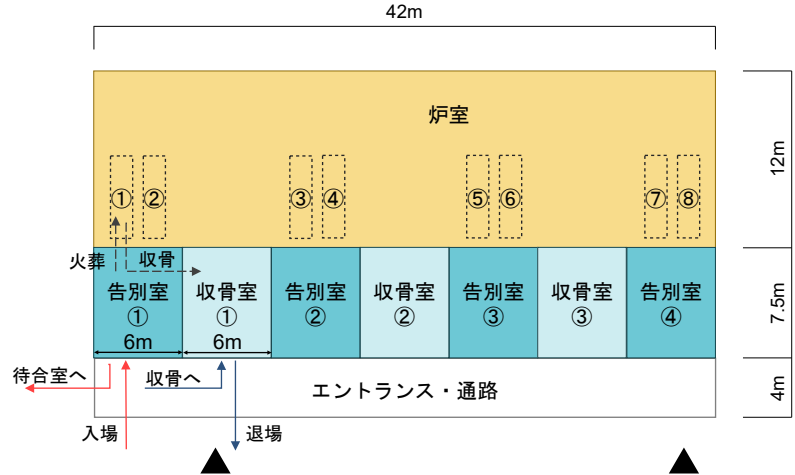 42m
炉室
12m
①
②
③
④
⑤
⑥
⑦
⑧
火葬
収骨
告別室
①
収骨室
①
告別室
②
収骨室
②
告別室
③
収骨室
③
告別室
④
7.5m
6m
6m
待合室へ
収骨へ
エントランス・通路
4m
入場
退場